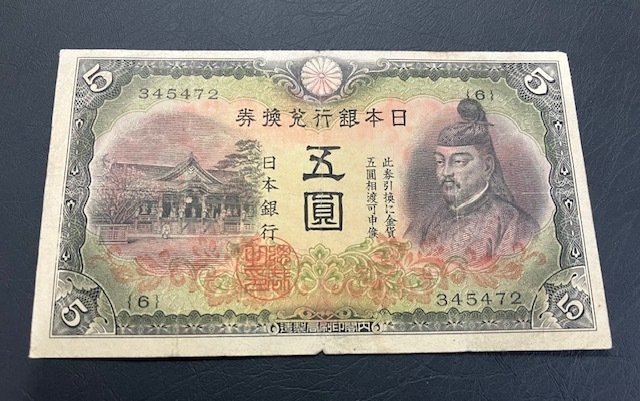 5
5
345472
{6}
券換兌行銀本日
五圓
日本銀行
此券引換に金貨
五圓相渡可申候
{6}
345472
5
5
造製局刷印閣内